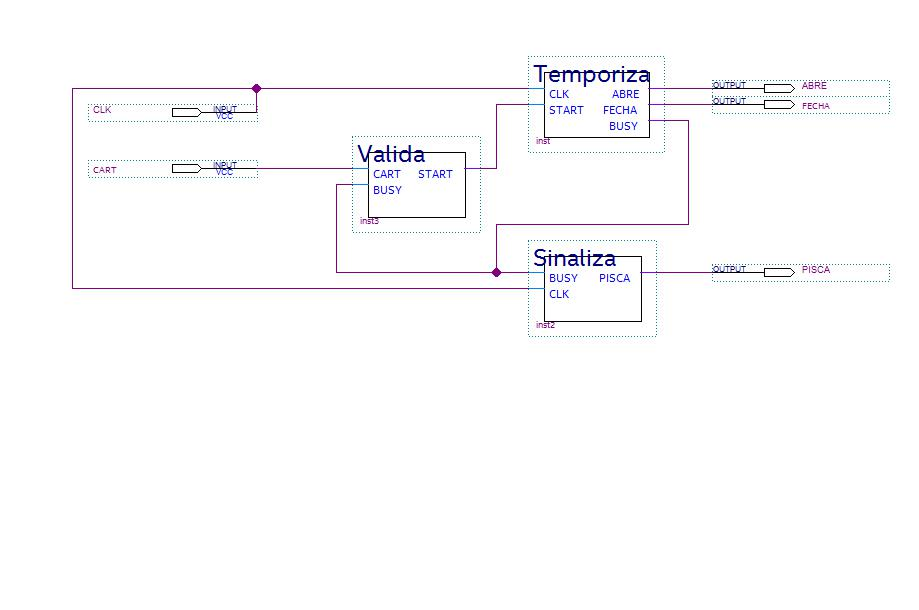 Temporiza
CLK
ABRE
START
FECHA
BUSY
inst
OUTPUT
ABRE
OUTPUT
FECHA
CLK
INPUT
VCC
Valida
CART
START
BUSY
inst3
CART
INPUT
VCC
Sinaliza
BUSY
PISCA
CLK
inst2
OUTPUT
PISCA